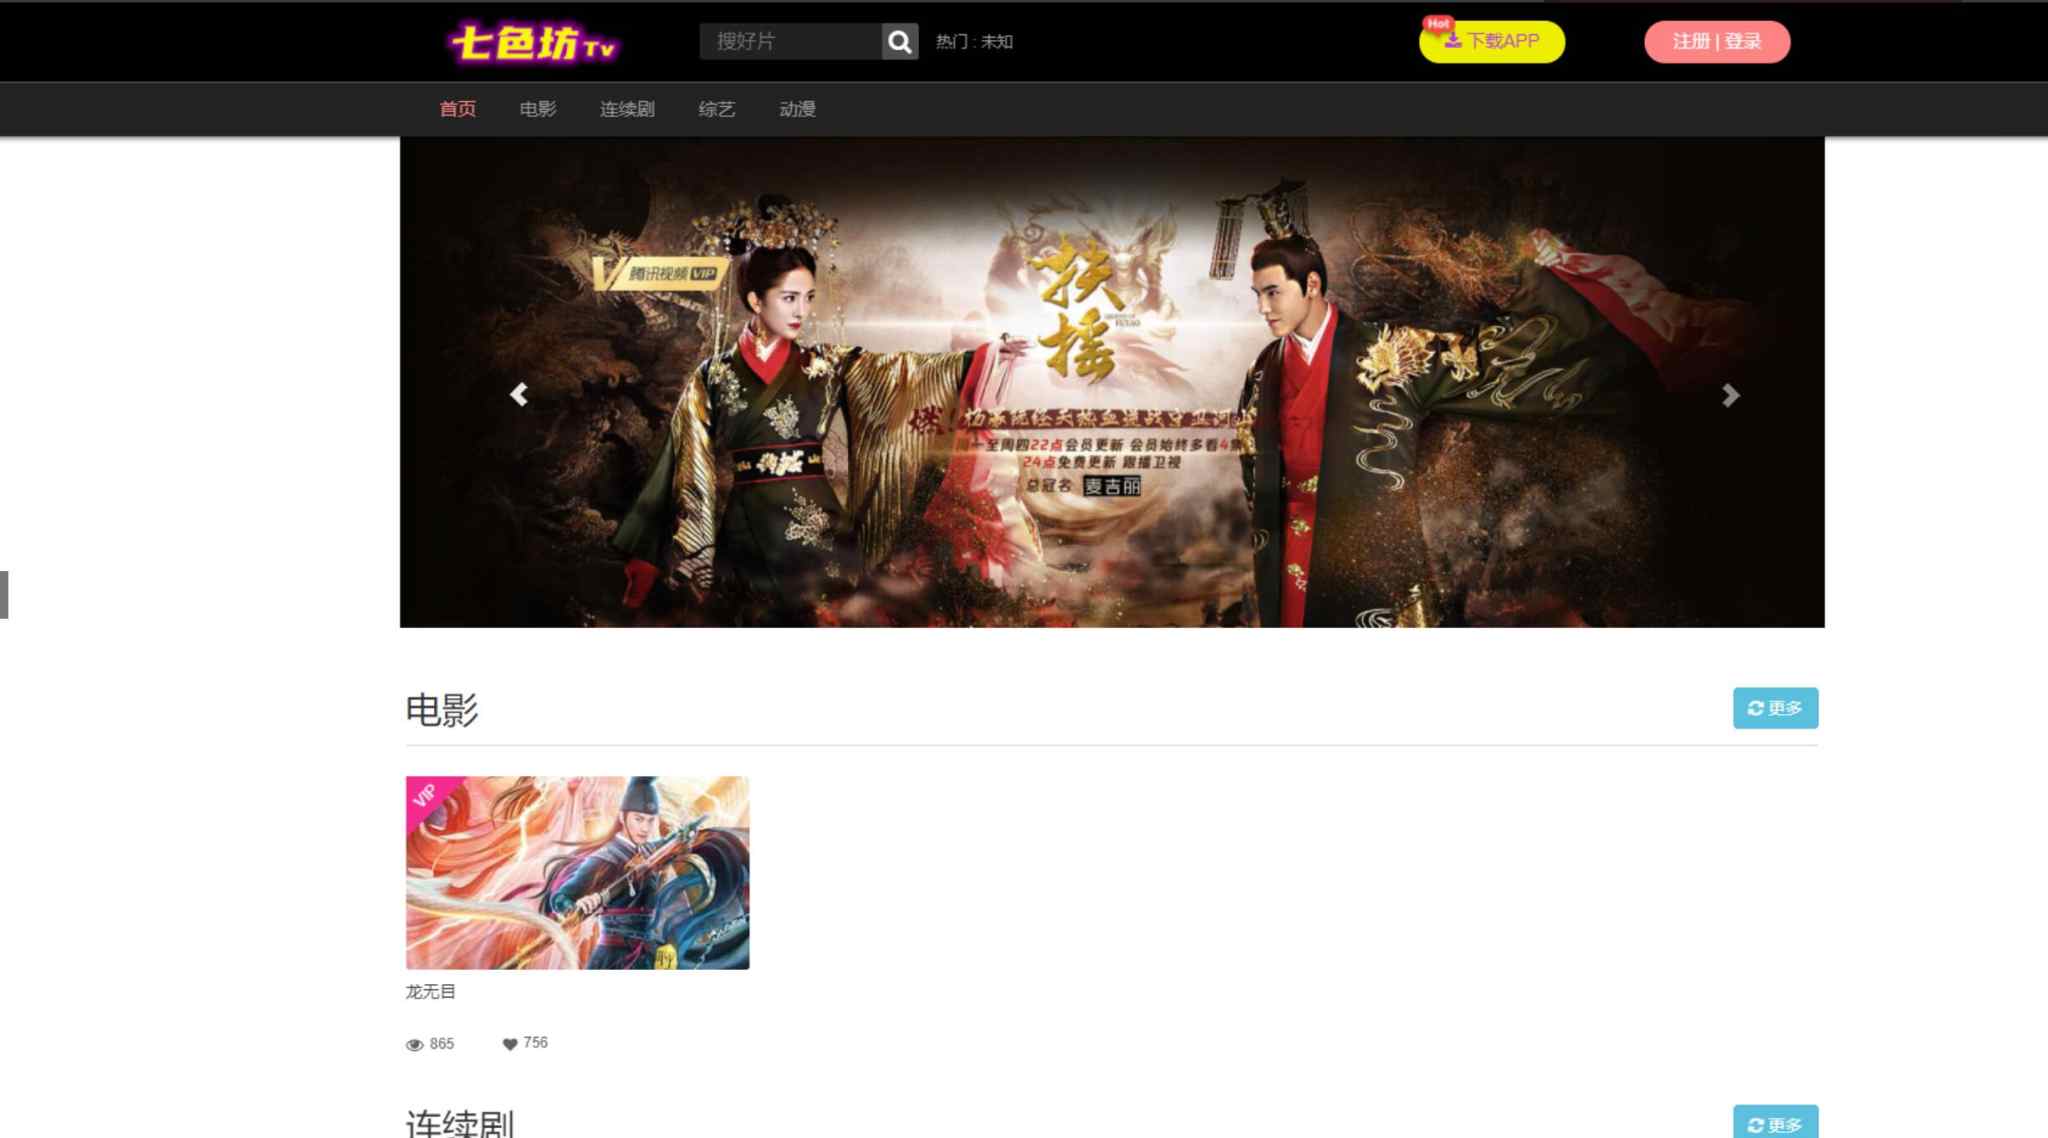 七色坊TV
搜好片
热门 : 未知
Hot
下载APP
注册 | 登录
首页
电影
连续剧
综艺
动漫
腾讯视频 VIP
扶摇
周一至周四22点会员更新 会员始终多看4集
24点免费更新 跟播卫视
总冠名 麦吉丽
电影
更多
VIP
龙无目
865
756
连续剧
更多